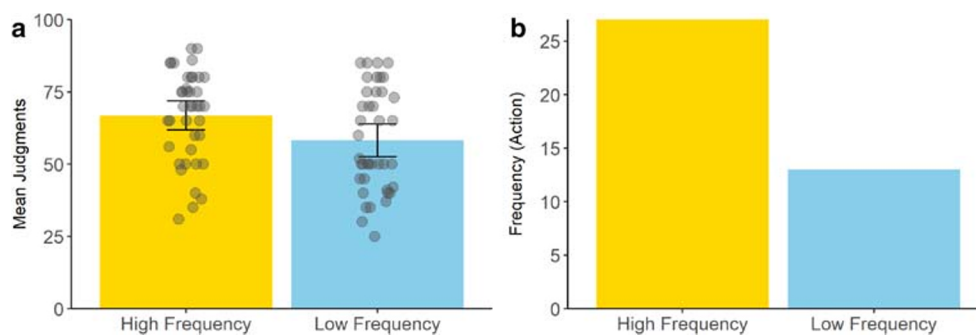 a
Mean Judgments
100
75
50
25
0
High Frequency
Low Frequency
b
Frequency (Action)
25
20
15
10
5
0
High Frequency
Low Frequency